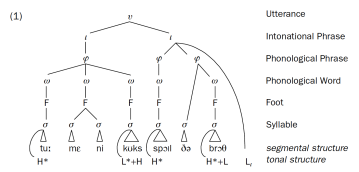 (1) υ Utterance
ι ι Intonational Phrase
φ φ φ Phonological Phrase
ω ω ω ω ω Phonological Word
F F F F F Foot
σ σ σ σ σ σ σ Syllable
tuː mɛ ni kʊks spɔɪl ðə brɔθ segmental structure
H* L*+H H* H*+L Lι tonal structure